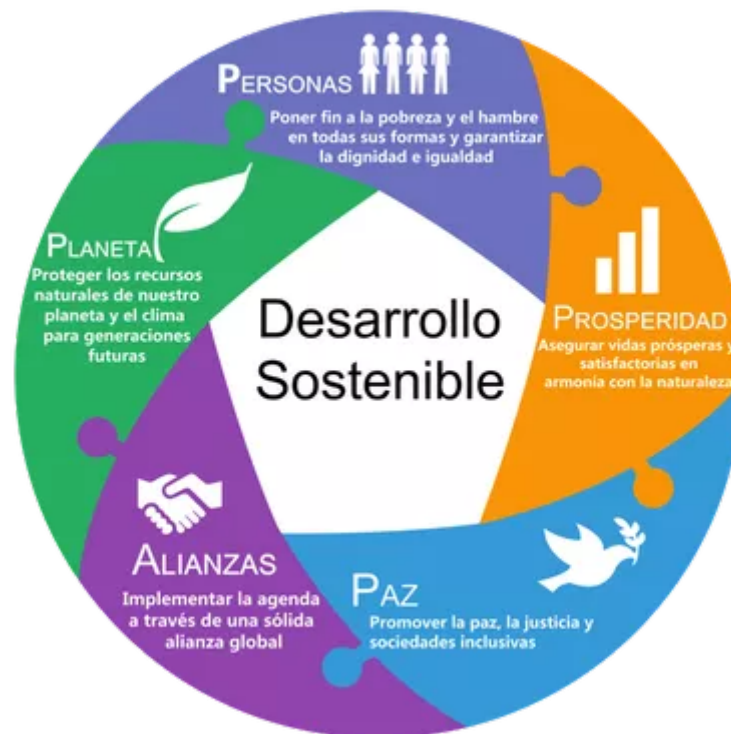 PERSONAS
Poner fin a la pobreza y el hambre
en todas sus formas y garantizar
la dignidad e igualdad
PLANETA
Proteger los recursos
naturales de nuestro
planeta y el clima
para generaciones
futuras
Desarrollo
Sostenible
PROSPERIDAD
Asegurar vidas prósperas y
satisfactorias en
armonía con la naturaleza
ALIANZAS
Implementar la agenda
a través de una sólida
alianza global
PAZ
Promover la paz, la justicia y
sociedades inclusivas